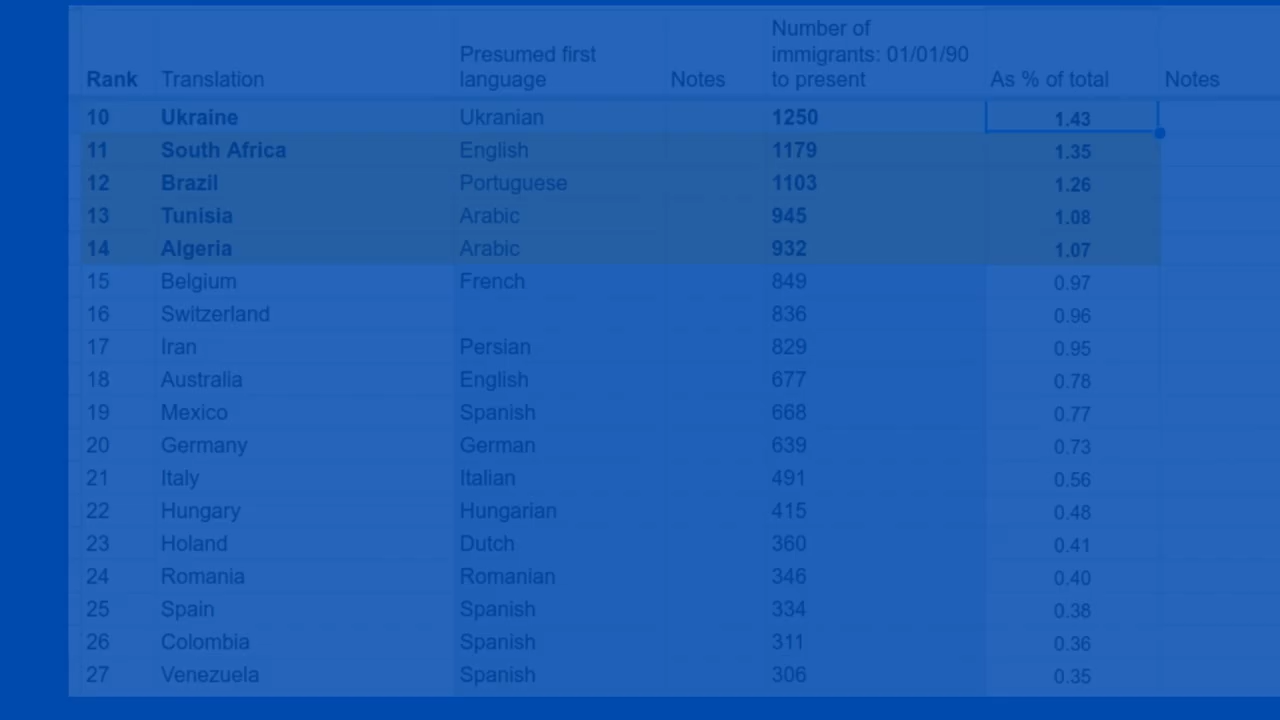 Rank Translation Presumed first language Notes Number of immigrants: 01/01/90 to present As % of total Notes
10 Ukraine Ukranian 1250 1.43
11 South Africa English 1179 1.35
12 Brazil Portuguese 1103 1.26
13 Tunisia Arabic 945 1.08
14 Algeria Arabic 932 1.07
15 Belgium French 849 0.97
16 Switzerland 836 0.96
17 Iran Persian 829 0.95
18 Australia English 677 0.78
19 Mexico Spanish 668 0.77
20 Germany German 639 0.73
21 Italy Italian 491 0.56
22 Hungary Hungarian 415 0.48
23 Holand Dutch 360 0.41
24 Romania Romanian 346 0.40
25 Spain Spanish 334 0.38
26 Colombia Spanish 311 0.36
27 Venezuela Spanish 306 0.35